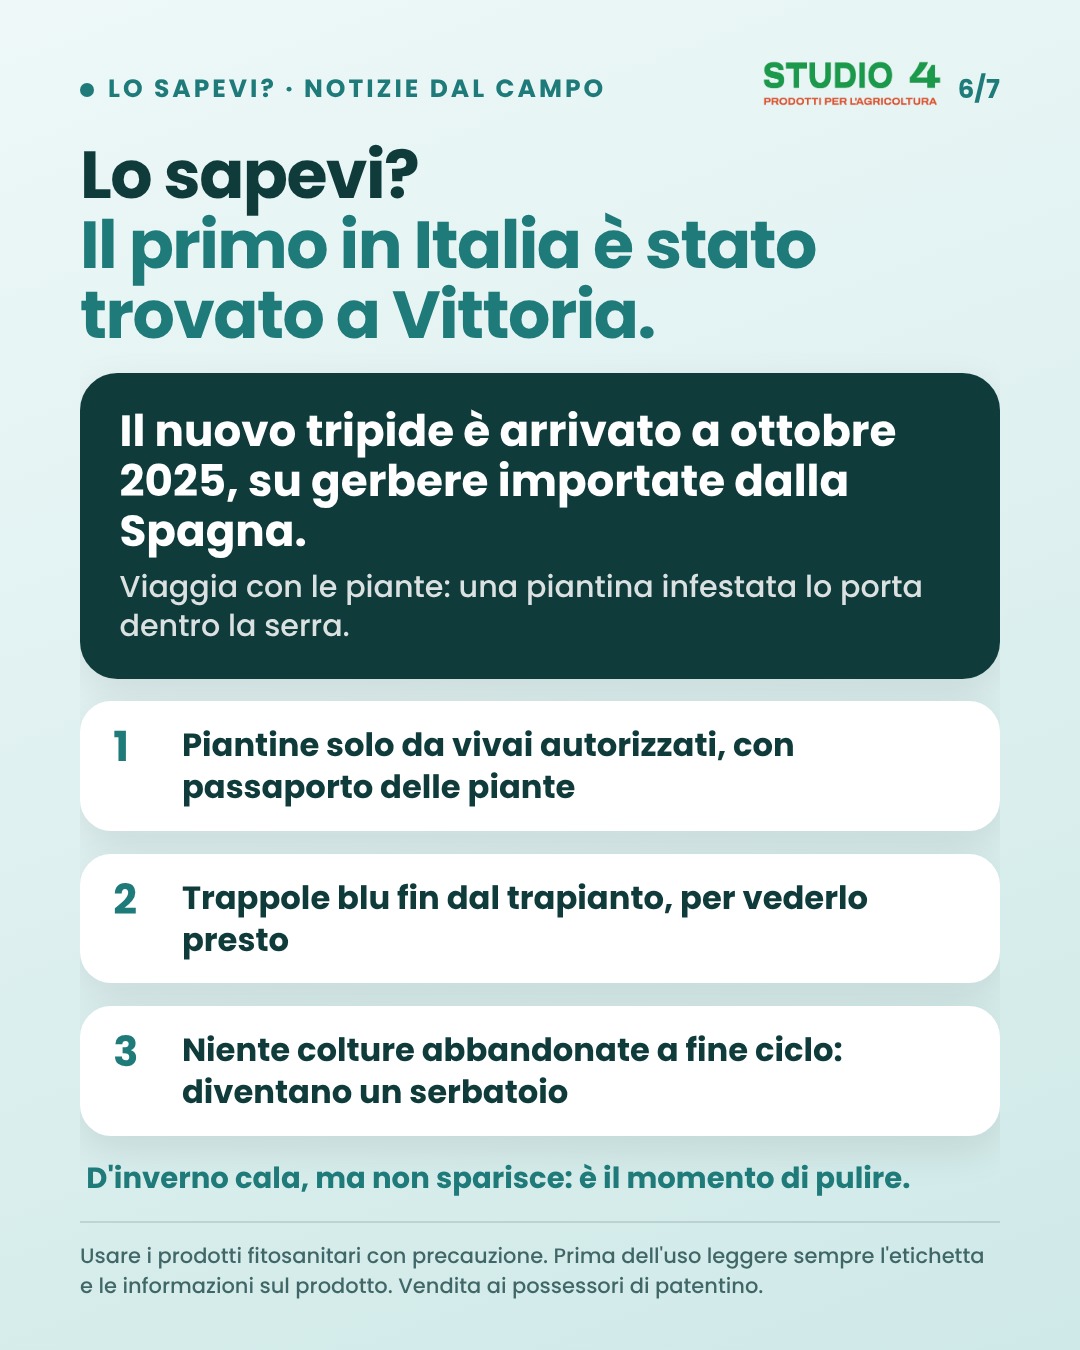 LO SAPEVI? · NOTIZIE DAL CAMPO
STUDIO 4
PRODOTTI PER L'AGRICOLTURA
6/7
Lo sapevi?
Il primo in Italia è stato
trovato a Vittoria.
Il nuovo tripide è arrivato a ottobre
2025, su gerbere importate dalla
Spagna.
Viaggia con le piante: una piantina infestata lo porta
dentro la serra.
1 Piantine solo da vivai autorizzati, con
passaporto delle piante
2 Trappole blu fin dal trapianto, per vederlo
presto
3 Niente colture abbandonate a fine ciclo:
diventano un serbatoio
D'inverno cala, ma non sparisce: è il momento di pulire.
Usare i prodotti fitosanitari con precauzione. Prima dell'uso leggere sempre l'etichetta
e le informazioni sul prodotto. Vendita ai possessori di patentino.